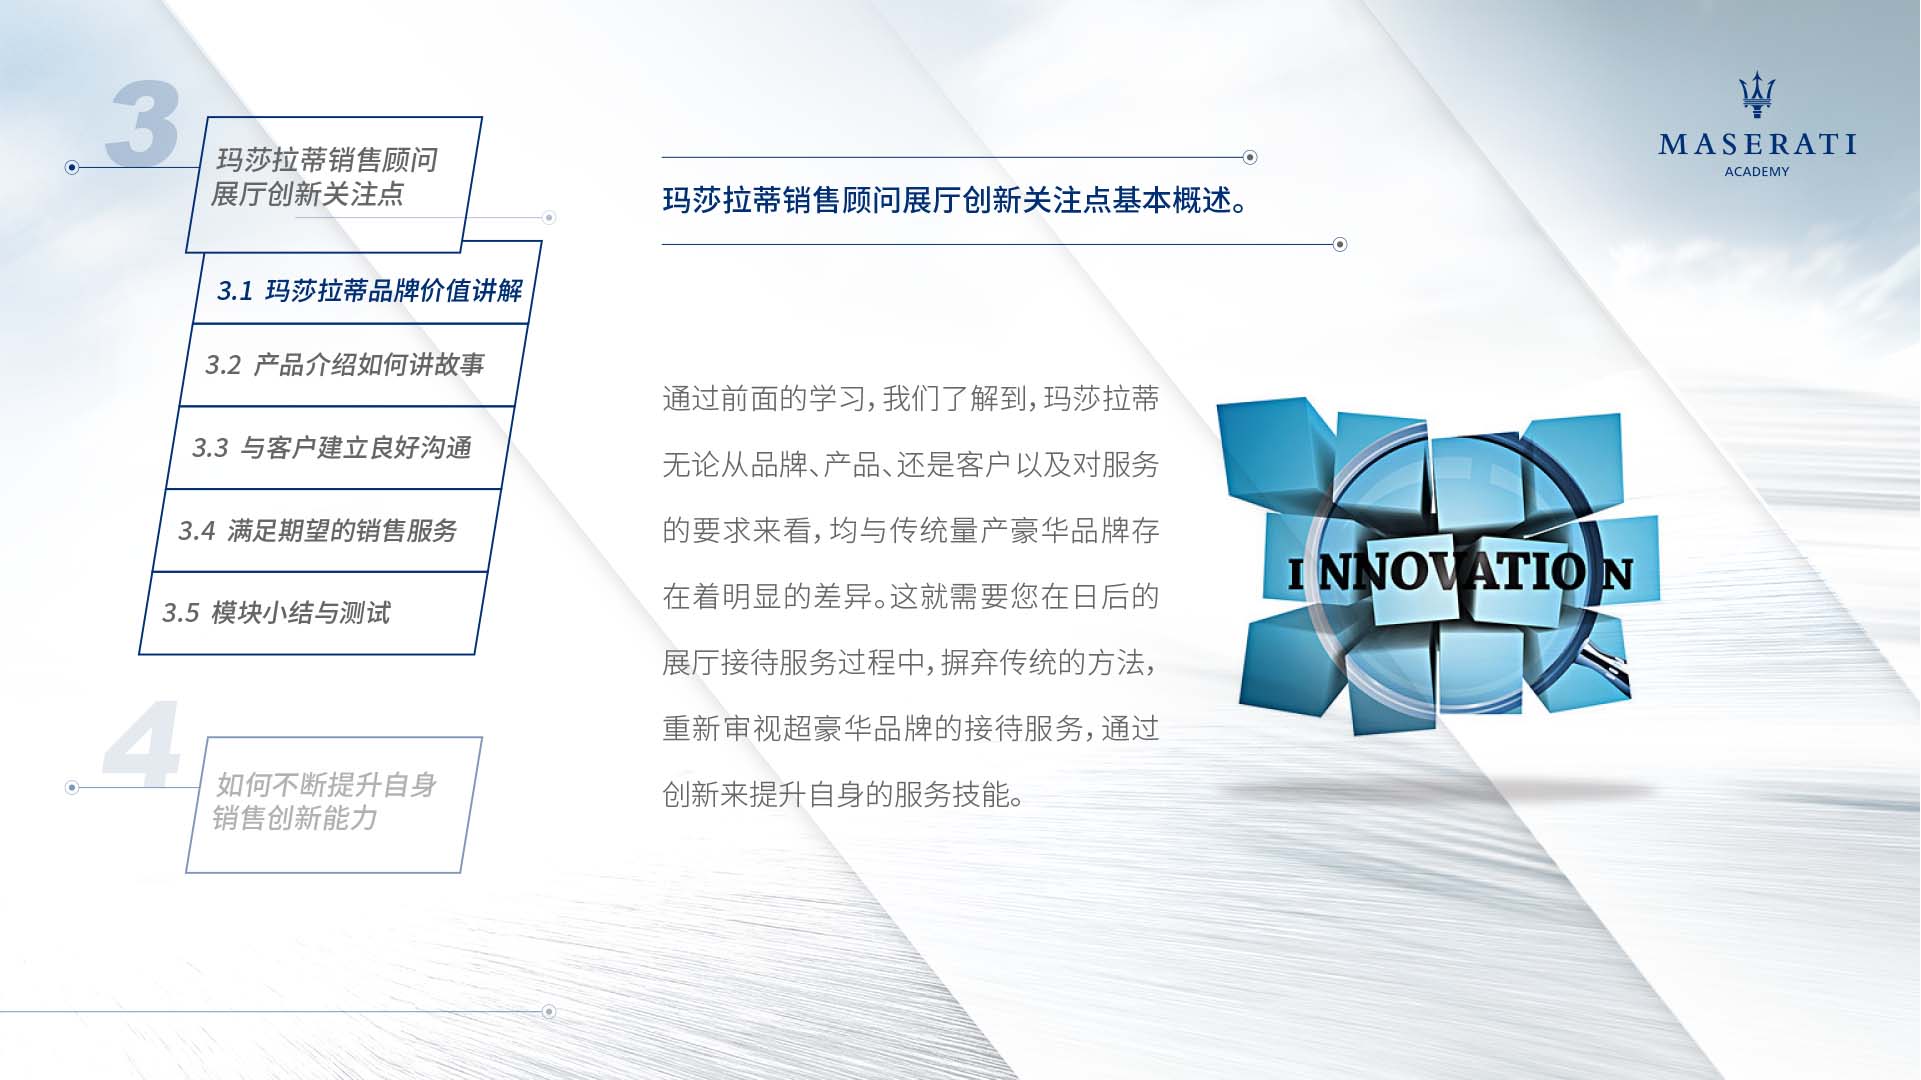 3
玛莎拉蒂销售顾问
展厅创新关注点
3.1 玛莎拉蒂品牌价值讲解
3.2 产品介绍如何讲故事
3.3 与客户建立良好沟通
3.4 满足期望的销售服务
3.5 模块小结与测试
4
如何不断提升自身
销售创新能力
玛莎拉蒂销售顾问展厅创新关注点基本概述。
通过前面的学习，我们了解到，玛莎拉蒂
无论从品牌、产品、还是客户以及对服务
的要求来看，均与传统量产豪华品牌存
在着明显的差异。这就需要您在日后的
展厅接待服务过程中，摒弃传统的方法，
重新审视超豪华品牌的接待服务，通过
创新来提升自身的服务技能。
INNOVATION
MASERATI
ACADEMY